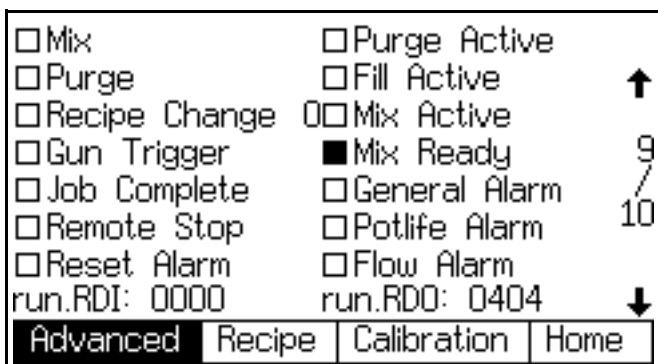 □Mix □Purge Active
□Purge □Fill Active
□Recipe Change 0□Mix Active
□Gun Trigger ■Mix Ready 9
□Job Complete □General Alarm /
□Remote Stop □Potlife Alarm 10
□Reset Alarm □Flow Alarm
run.RDI: 0000 run.RDO: 0404
Advanced Recipe Calibration Home